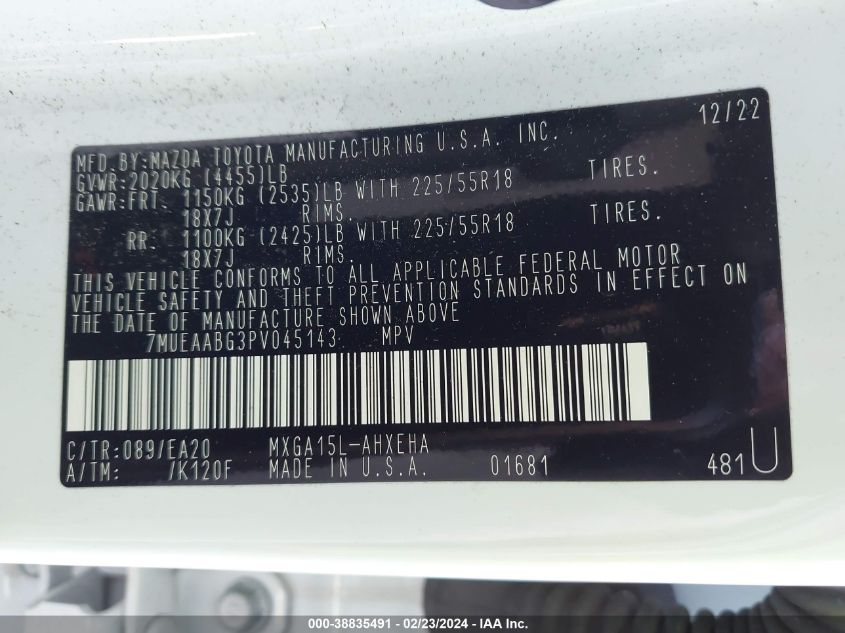 12/22
MFD.BY:MAZDA TOYOTA MANUFACTURING U.S.A. INC.
GVWR:2020KG (4455)LB
GAWR:FRT. 1150KG (2535)LB WITH 225/55R18 TIRES.
18X7J RIMS.
RR. 1100KG (2425)LB WITH 225/55R18 TIRES.
18X7J RIMS.
THIS VEHICLE CONFORMS TO ALL APPLICABLE FEDERAL MOTOR
VEHICLE SAFETY AND THEFT PREVENTION STANDARDS IN EFFECT ON
THE DATE OF MANUFACTURE SHOWN ABOVE
7MUEAABG3PV045143 MPV
C/TR:089/EA20 MXGA15L-AHXEHA
A/TM: /K120F MADE IN U.S.A. 01681 481U
000-38835491 - 02/23/2024 - IAA Inc.